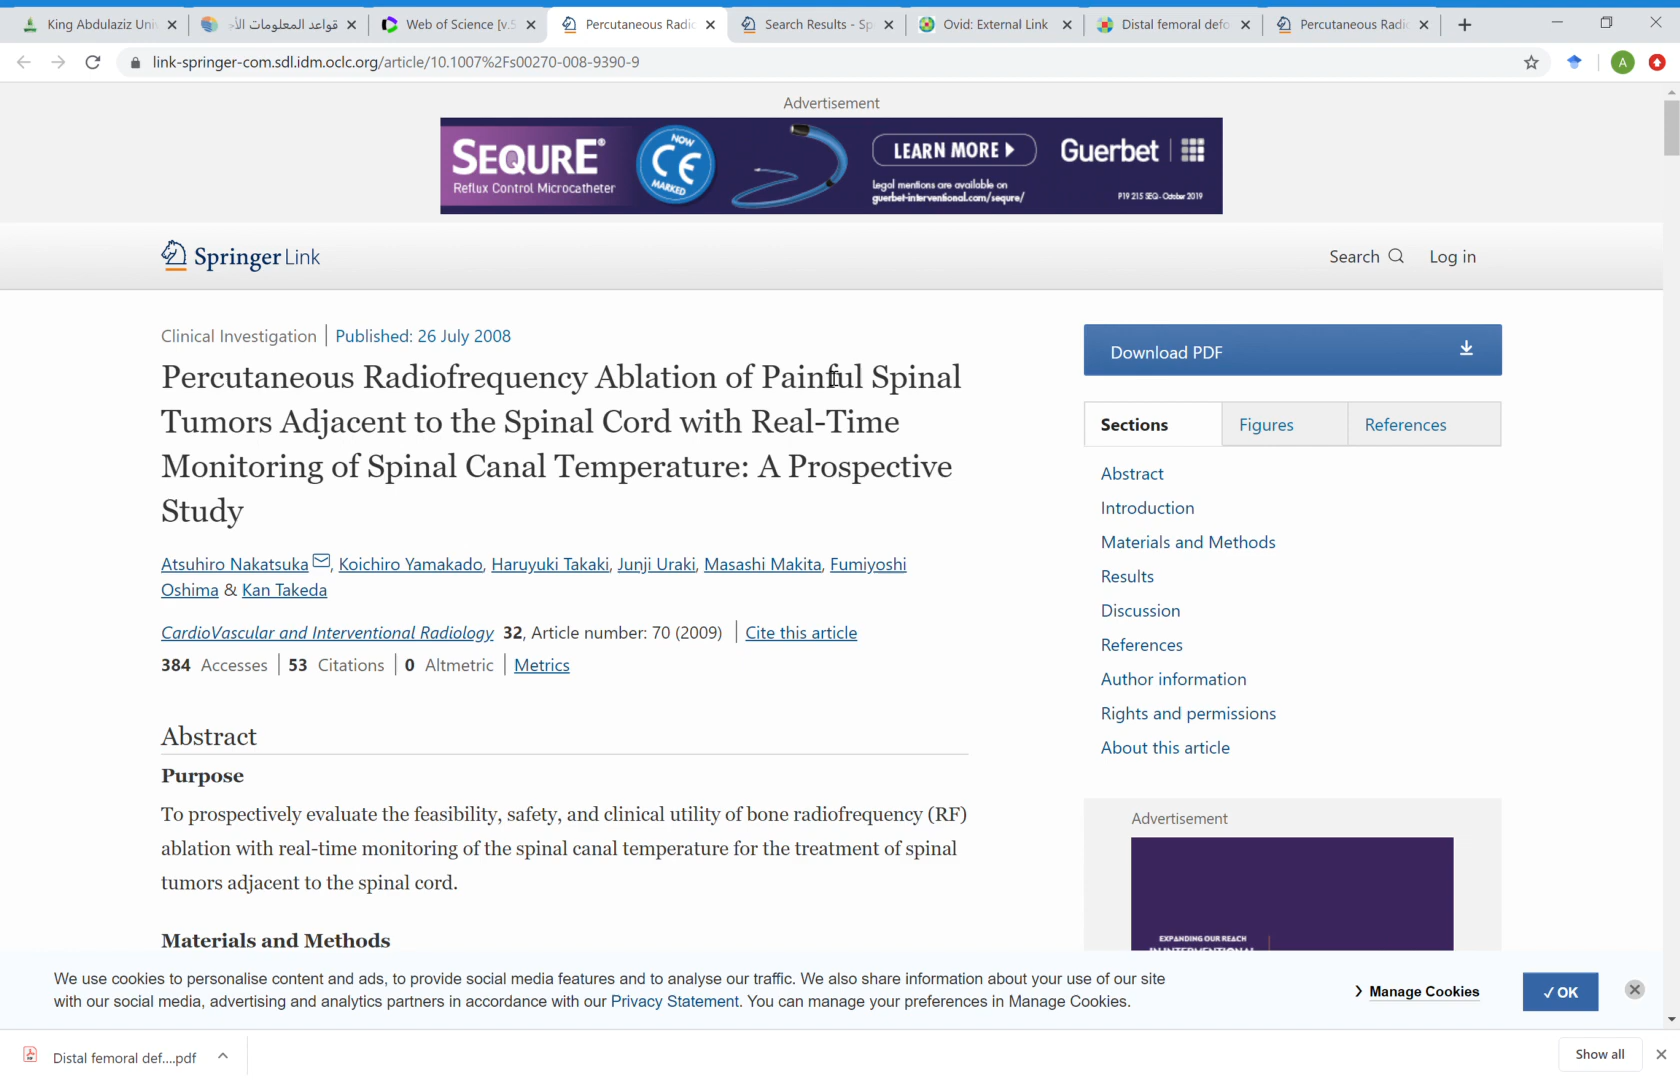 King Abdulaziz Uni
قواعد المعلومات الأ
Web of Science [v.5
Percutaneous Radio
Search Results - Sp
Ovid: External Link
Distal femoral defo
Percutaneous Radio
link-springer-com.sdl.idm.oclc.org/article/10.1007%2Fs00270-008-9390-9
A
Advertisement
SEQURE®
Reflux Control Microcatheter
NOW
CE
MARKED
LEARN MORE
legal mentions are available on
guerbet-interventional.com/sequre/
Guerbet
P19 215 SEQ - October 2019
Springer Link
Search
Log in
Clinical Investigation | Published: 26 July 2008
Percutaneous Radiofrequency Ablation of Painful Spinal
Tumors Adjacent to the Spinal Cord with Real-Time
Monitoring of Spinal Canal Temperature: A Prospective
Study
Atsuhiro Nakatsuka, Koichiro Yamakado, Haruyuki Takaki, Junji Uraki, Masashi Makita, Fumiyoshi
Oshima & Kan Takeda
CardioVascular and Interventional Radiology 32, Article number: 70 (2009) | Cite this article
384 Accesses | 53 Citations | 0 Altmetric | Metrics
Abstract
Purpose
To prospectively evaluate the feasibility, safety, and clinical utility of bone radiofrequency (RF)
ablation with real-time monitoring of the spinal canal temperature for the treatment of spinal
tumors adjacent to the spinal cord.
Materials and Methods
Download PDF
Sections
Figures
References
Abstract
Introduction
Materials and Methods
Results
Discussion
References
Author information
Rights and permissions
About this article
Advertisement
EXPANDING OUR REACH
We use cookies to personalise content and ads, to provide social media features and to analyse our traffic. We also share information about your use of our site
with our social media, advertising and analytics partners in accordance with our Privacy Statement. You can manage your preferences in Manage Cookies.
Manage Cookies
✓ OK
Distal femoral def....pdf
Show all